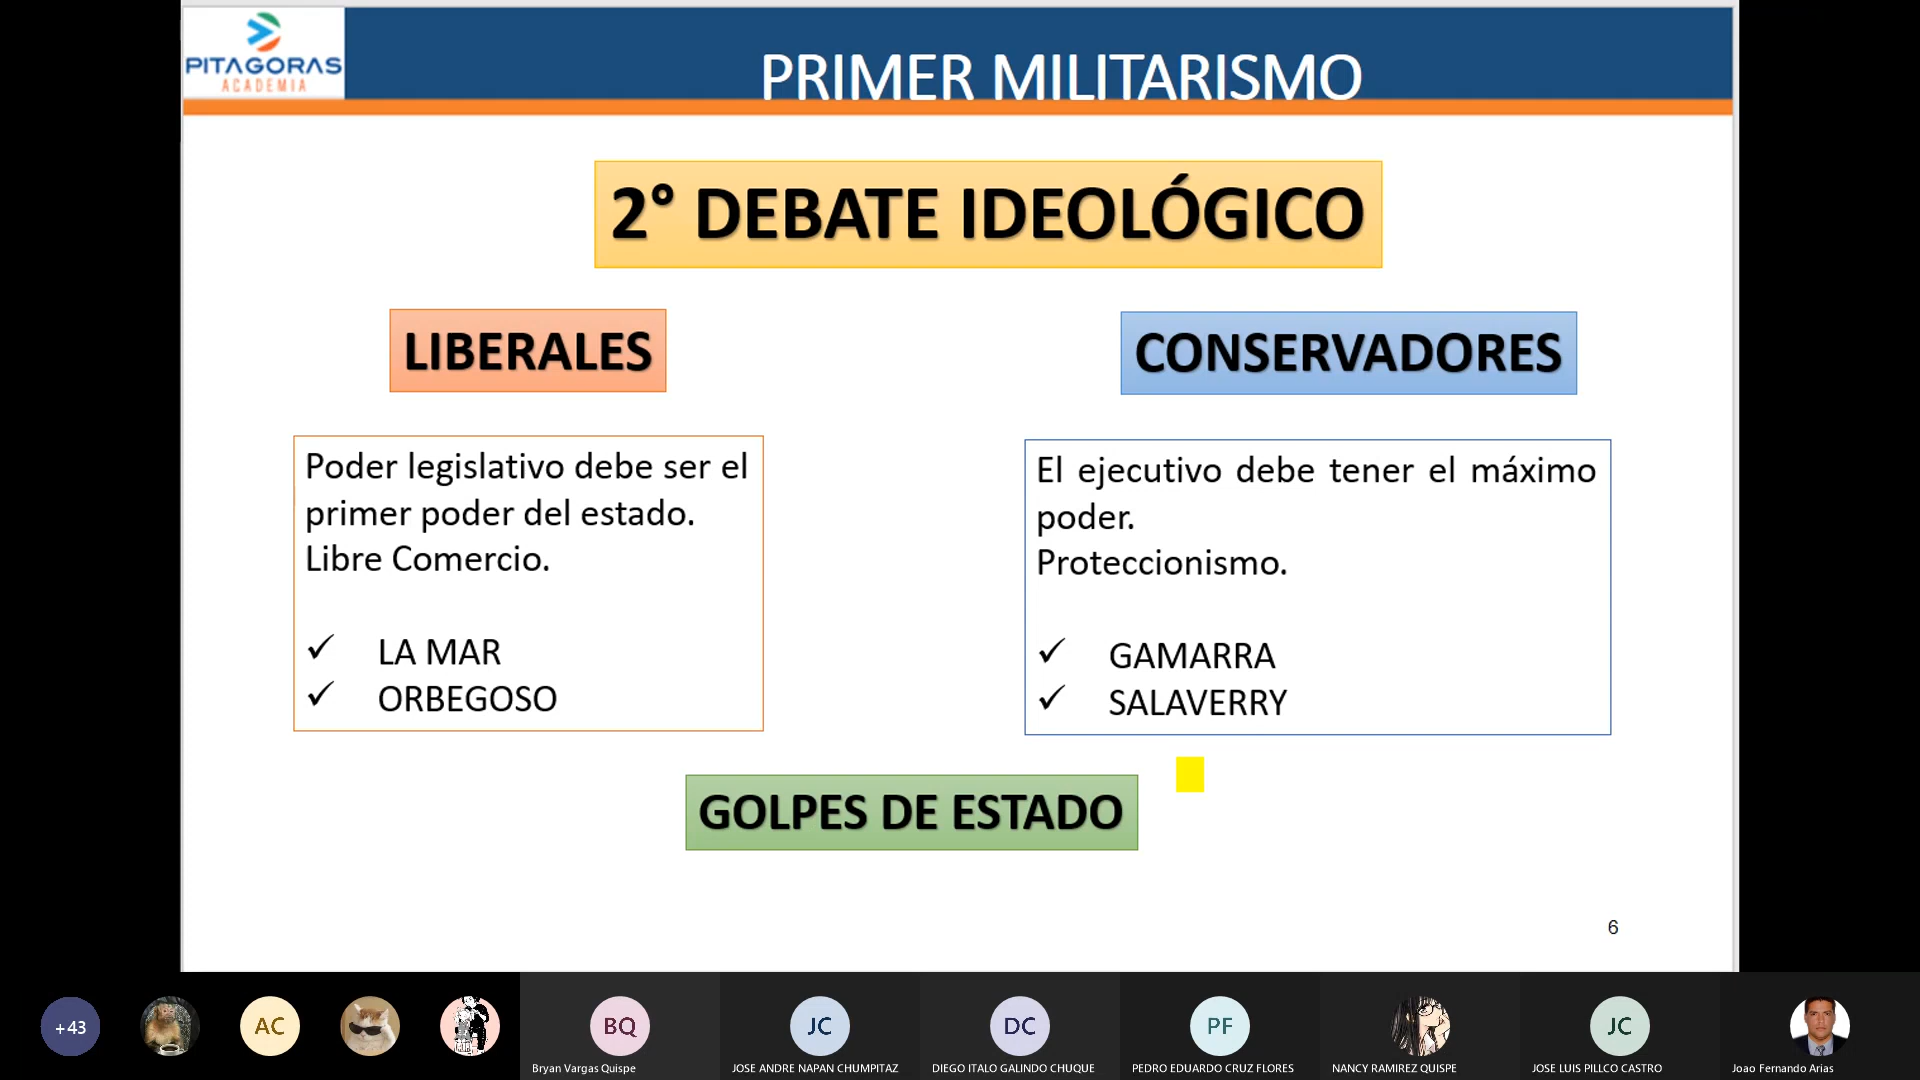 PITAGORAS
ACADEMIA
PRIMER MILITARISMO
2° DEBATE IDEOLÓGICO
LIBERALES
CONSERVADORES
Poder legislativo debe ser el
primer poder del estado.
Libre Comercio.
✓ LA MAR
✓ ORBEGOSO
El ejecutivo debe tener el máximo
poder.
Proteccionismo.
✓ GAMARRA
✓ SALAVERRY
GOLPES DE ESTADO
6
+43
AC
BQ
Bryan Vargas Quispe
JC
JOSE ANDRE NAPAN CHUMPITAZ
DC
DIEGO ITALO GALINDO CHUQUE
PF
PEDRO EDUARDO CRUZ FLORES
NANCY RAMIREZ QUISPE
JC
JOSE LUIS PILLCO CASTRO
Joao Fernando Arias